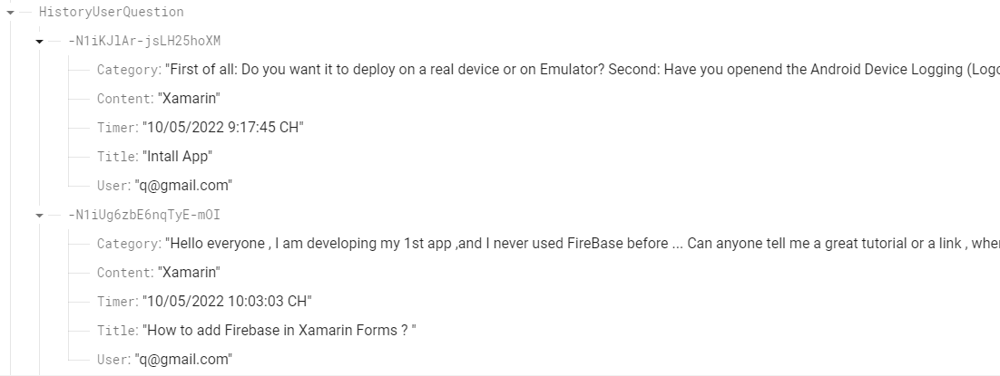 HistoryUserQuestion
-N1iKJlAr-jsLH25hoXM
Category: "First of all: Do you want it to deploy on a real device or on Emulator? Second: Have you openend the Android Device Logging (Logc
Content: "Xamarin"
Timer: "10/05/2022 9:17:45 CH"
Title: "Intall App"
User: "q@gmail.com"
-N1iUg6zbE6nqTyE-mOI
Category: "Hello everyone , I am developing my 1st app ,and I never used FireBase before ... Can anyone tell me a great tutorial or a link , wher
Content: "Xamarin"
Timer: "10/05/2022 10:03:03 CH"
Title: "How to add Firebase in Xamarin Forms ? "
User: "q@gmail.com"